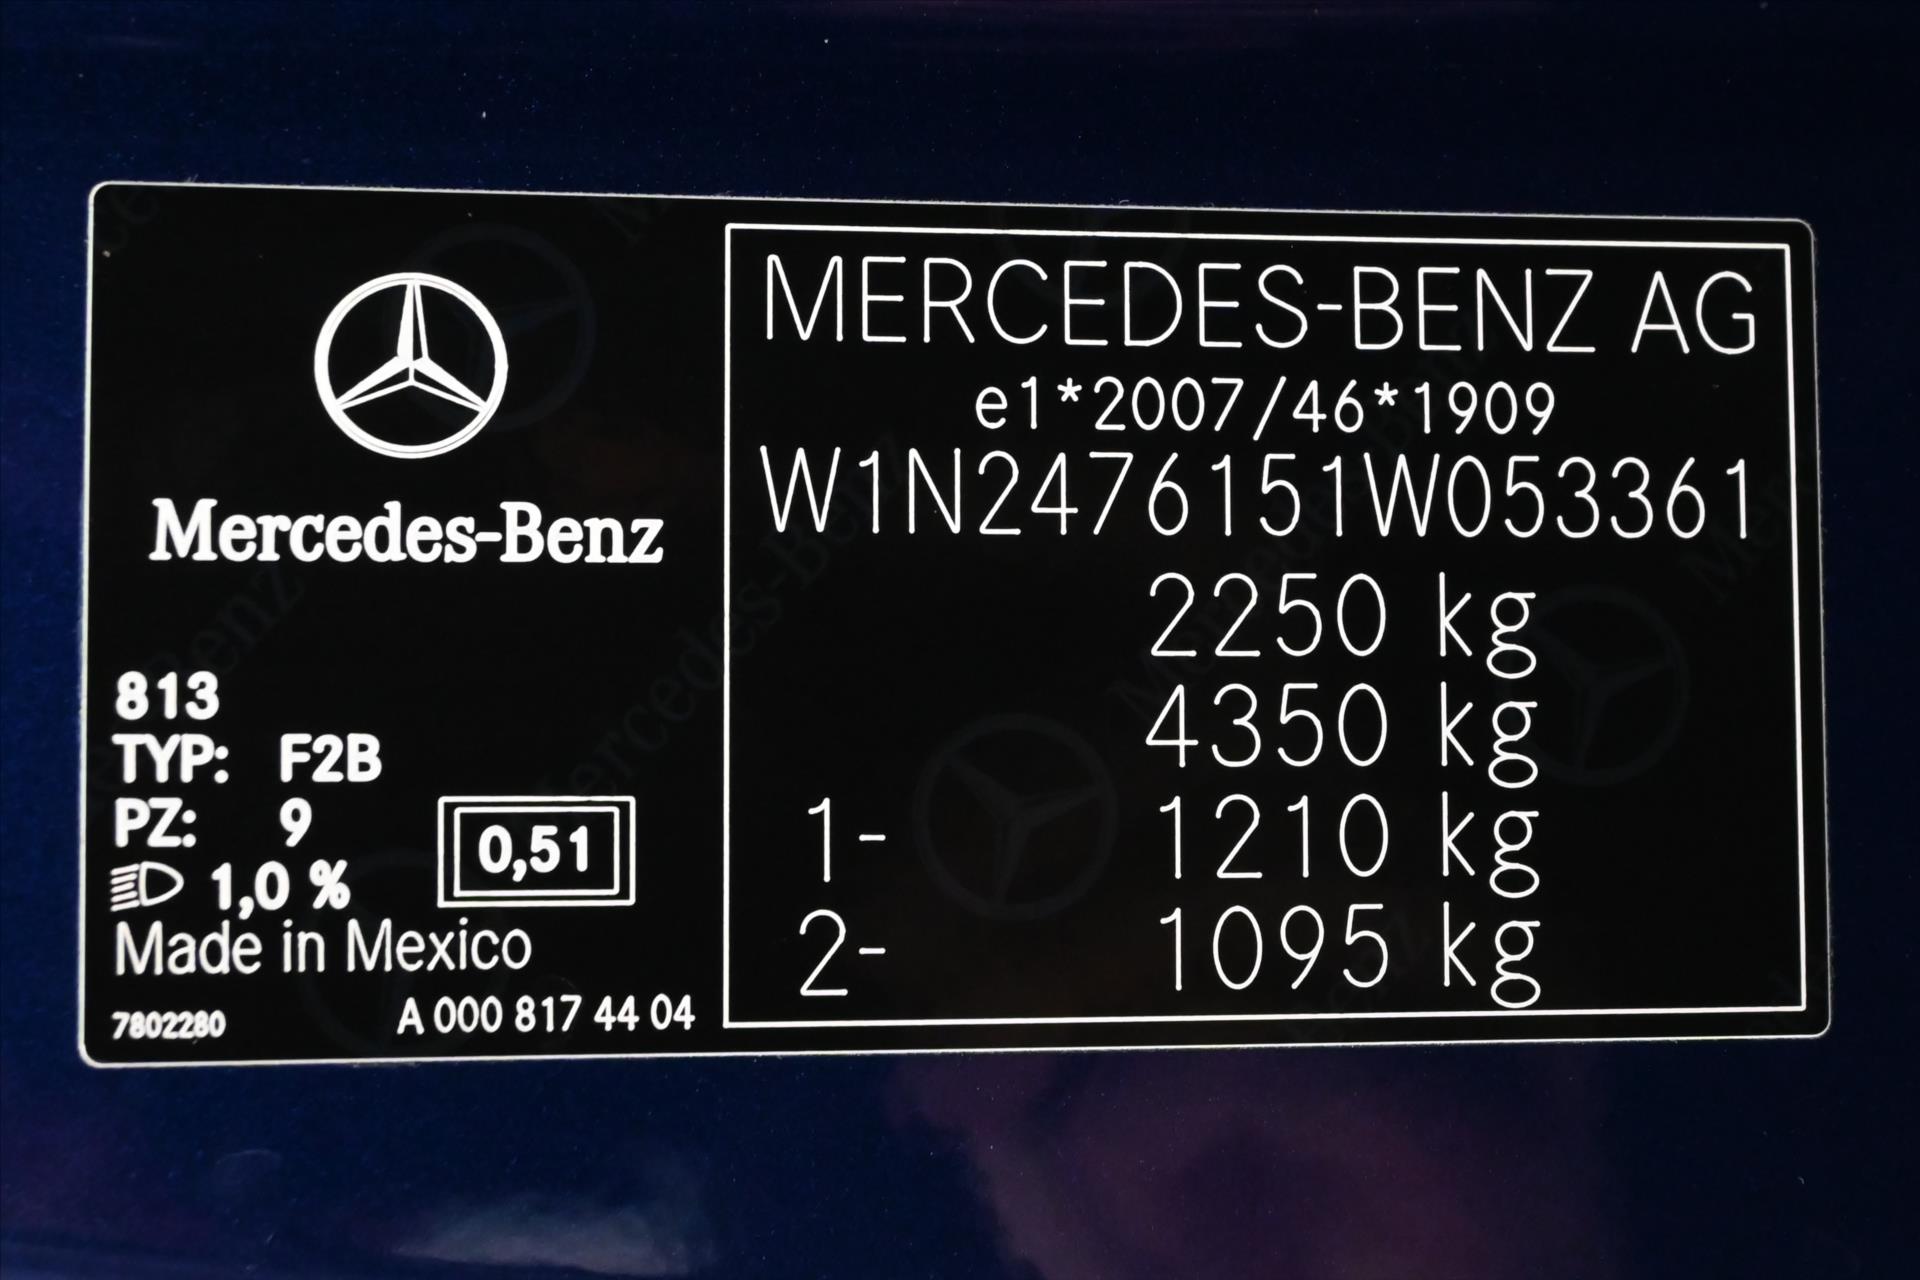 Mercedes-Benz
813
TYP: F2B
PZ: 9
1,0 %
0,51
Made in Mexico
7802280
A 000 817 44 04
MERCEDES-BENZ AG
e1*2007/46*1909
W1N2476151W053361
2250 kg
4350 kg
1- 1210 kg
2- 1095 kg